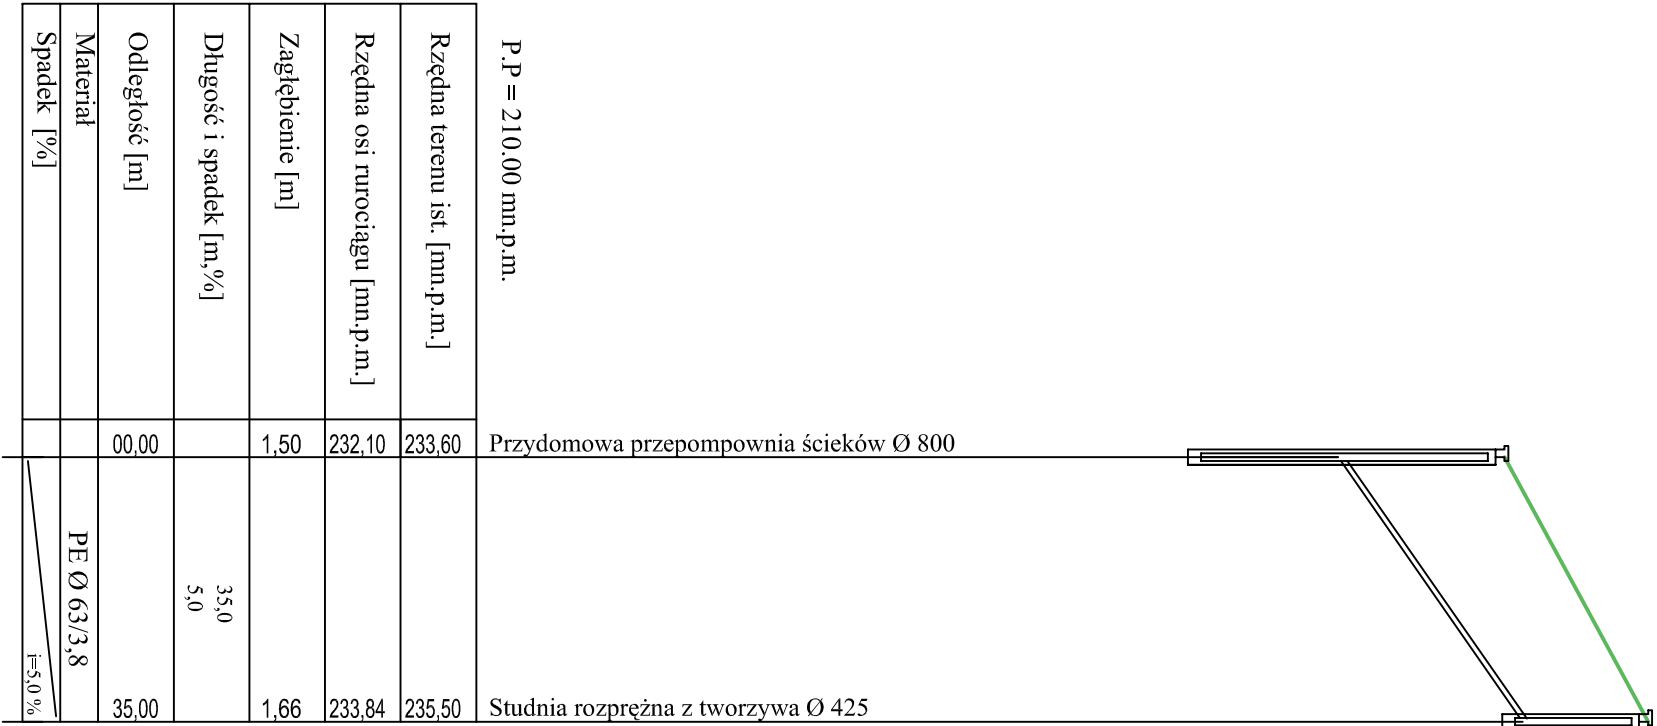 P.P = 210.00 mn.p.m.
Rzędna terenu ist. [mn.p.m.]
Rzędna osi rurociągu [mn.p.m.]
Zagłębienie [m]
Długość i spadek [m,%]
Odległość [m]
Materiał
Spadek [%]
00,00
1,50
232,10
233,60
Przydomowa przepompownia ścieków Ø 800
35,0
5,0
PE Ø 63/3,8
i=5,0 %
35,00
1,66
233,84
235,50
Studnia rozprężna z tworzywa Ø 425